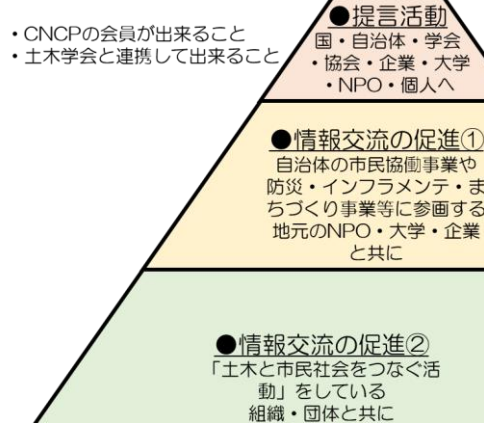 ・CNCPの会員が出来ること
・土木学会と連携して出来ること
●提言活動
国・自治体・学会
・協会・企業・大学
・NPO・個人へ
●情報交流の促進①
自治体の市民協働事業や
防災・インフラメンテ・ま
ちづくり事業等に参画する
地元のNPO・大学・企業
と共に
●情報交流の促進②
「土木と市民社会をつなぐ活
動」をしている
組織・団体と共に